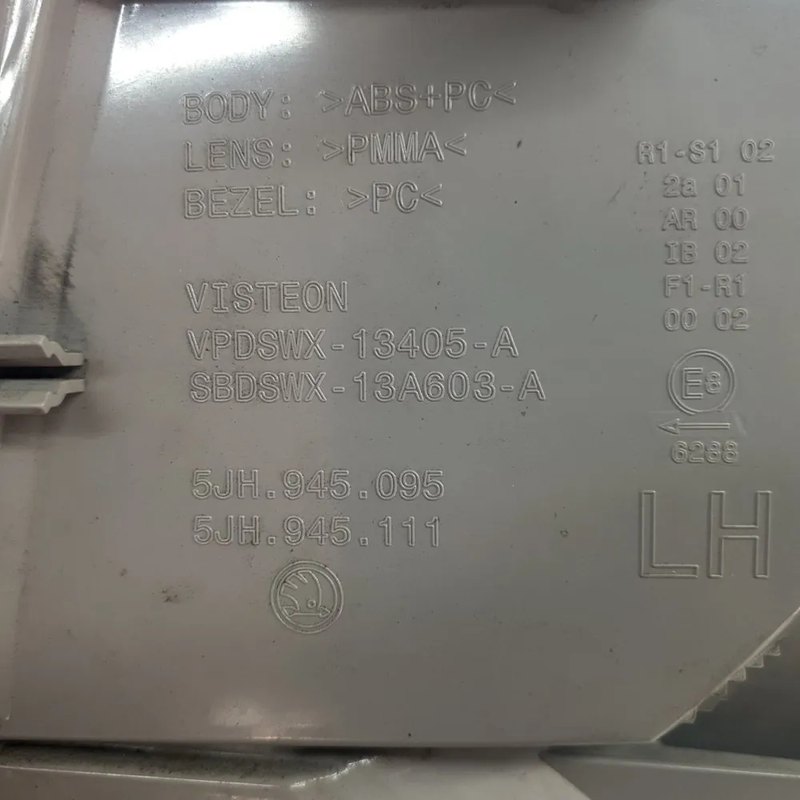 BODY: >ABS+PC<
LENS: >PMMA<
BEZEL: >PC<
VISTEON
VPDSWX-13405-A
SBDSWX-13A603-A
5JH.945.095
5JH.945.111
R1-S1 02
2a 01
AR 00
IB 02
F1-R1
00 02
E8
6288
LH